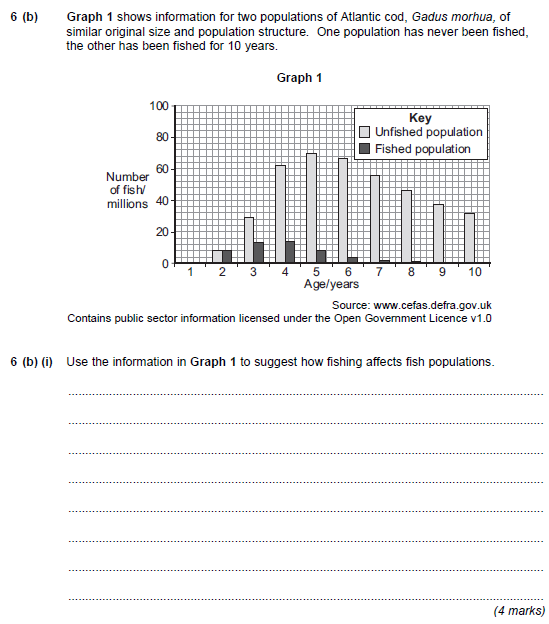 6 (b) Graph 1 shows information for two populations of Atlantic cod, Gadus morhua, of
similar original size and population structure. One population has never been fished,
the other has been fished for 10 years.
Graph 1
100
80
60
40
20
0
Number
of fish/
millions
Key
Unfished population
Fished population
1 2 3 4 5 6 7 8 9 10
Age/years
Source: www.cefas.defra.gov.uk
Contains public sector information licensed under the Open Government Licence v1.0
6 (b) (i) Use the information in Graph 1 to suggest how fishing affects fish populations.
(4 marks)